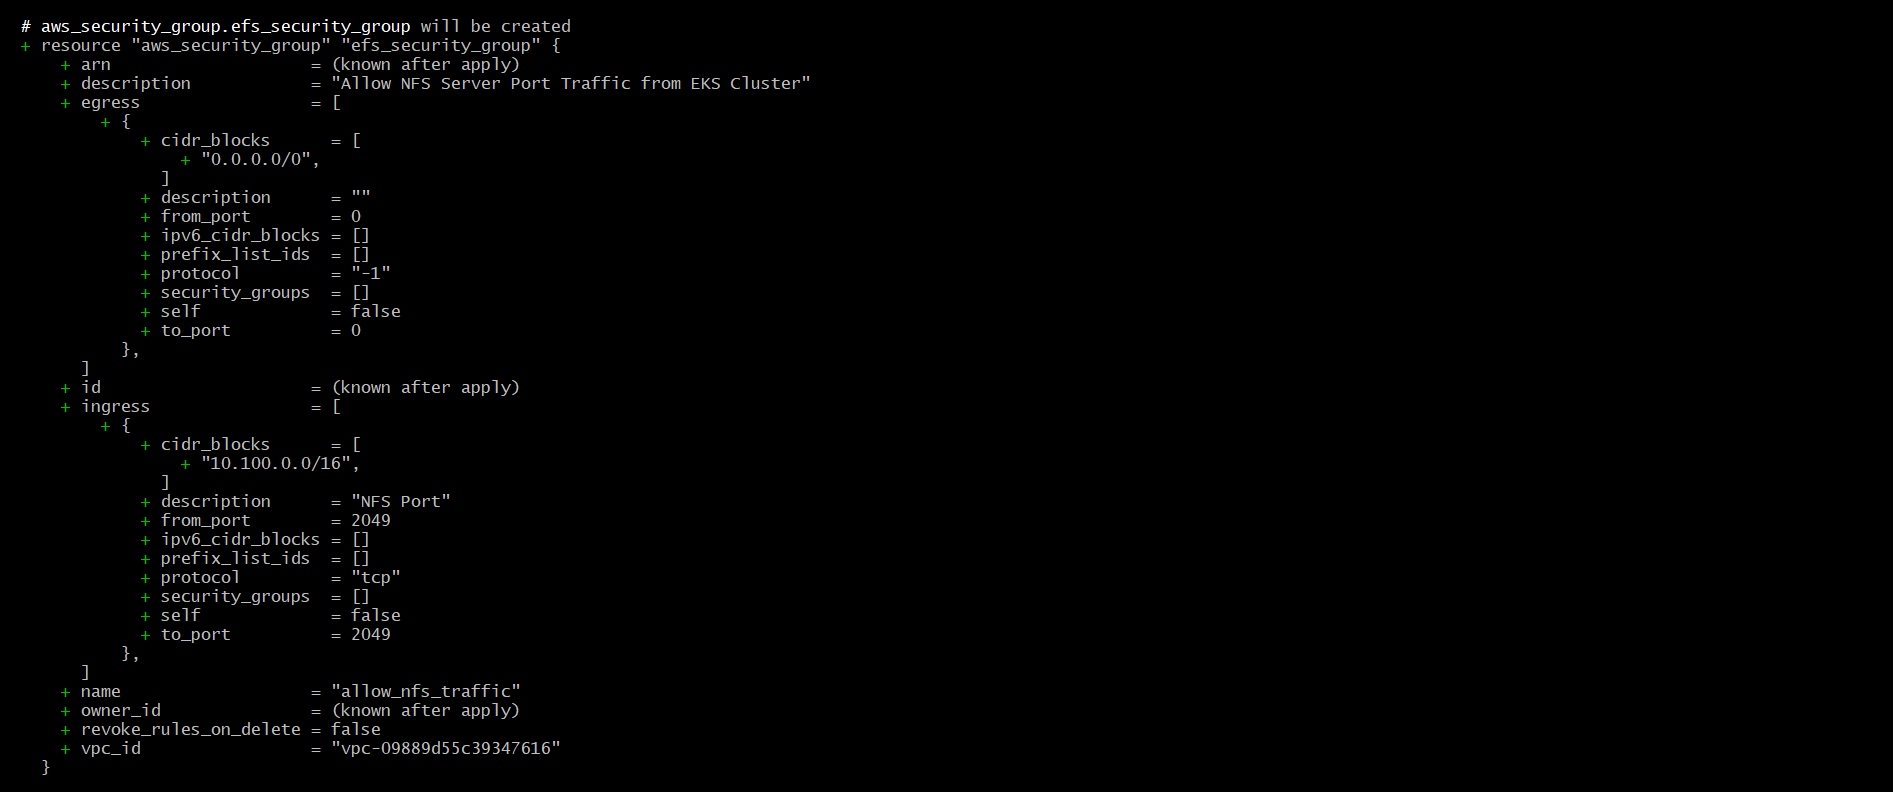 # aws_security_group.efs_security_group will be created
+ resource "aws_security_group" "efs_security_group" {
    + arn                    = (known after apply)
    + description            = "Allow NFS Server Port Traffic from EKS Cluster"
    + egress                 = [
        + {
            + cidr_blocks      = [
                + "0.0.0.0/0",
              ]
            + description      = ""
            + from_port        = 0
            + ipv6_cidr_blocks = []
            + prefix_list_ids  = []
            + protocol         = "-1"
            + security_groups  = []
            + self             = false
            + to_port          = 0
          },
      ]
    + id                     = (known after apply)
    + ingress                = [
        + {
            + cidr_blocks      = [
                + "10.100.0.0/16",
              ]
            + description      = "NFS Port"
            + from_port        = 2049
            + ipv6_cidr_blocks = []
            + prefix_list_ids  = []
            + protocol         = "tcp"
            + security_groups  = []
            + self             = false
            + to_port          = 2049
          },
      ]
    + name                   = "allow_nfs_traffic"
    + owner_id               = (known after apply)
    + revoke_rules_on_delete = false
    + vpc_id                 = "vpc-09889d55c39347616"
  }